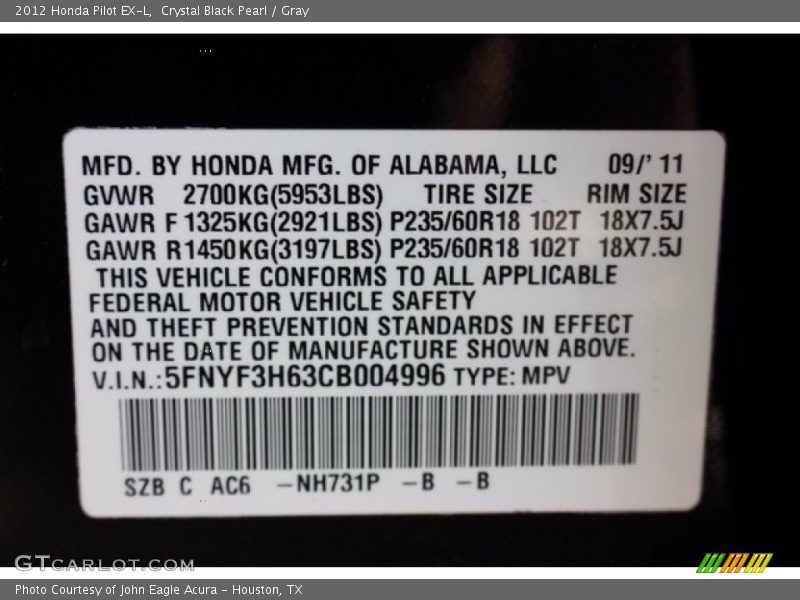 2012 Honda Pilot EX-L, Crystal Black Pearl / Gray
MFD. BY HONDA MFG. OF ALABAMA, LLC 09/' 11
GVWR 2700KG(5953LBS) TIRE SIZE RIM SIZE
GAWR F 1325KG(2921LBS) P235/60R18 102T 18X7.5J
GAWR R 1450KG(3197LBS) P235/60R18 102T 18X7.5J
THIS VEHICLE CONFORMS TO ALL APPLICABLE
FEDERAL MOTOR VEHICLE SAFETY
AND THEFT PREVENTION STANDARDS IN EFFECT
ON THE DATE OF MANUFACTURE SHOWN ABOVE.
V.I.N.:5FNYF3H63CB004996 TYPE: MPV
SZB C AC6 –NH731P –B –B
GTCARLOT.COM
Photo Courtesy of John Eagle Acura - Houston, TX